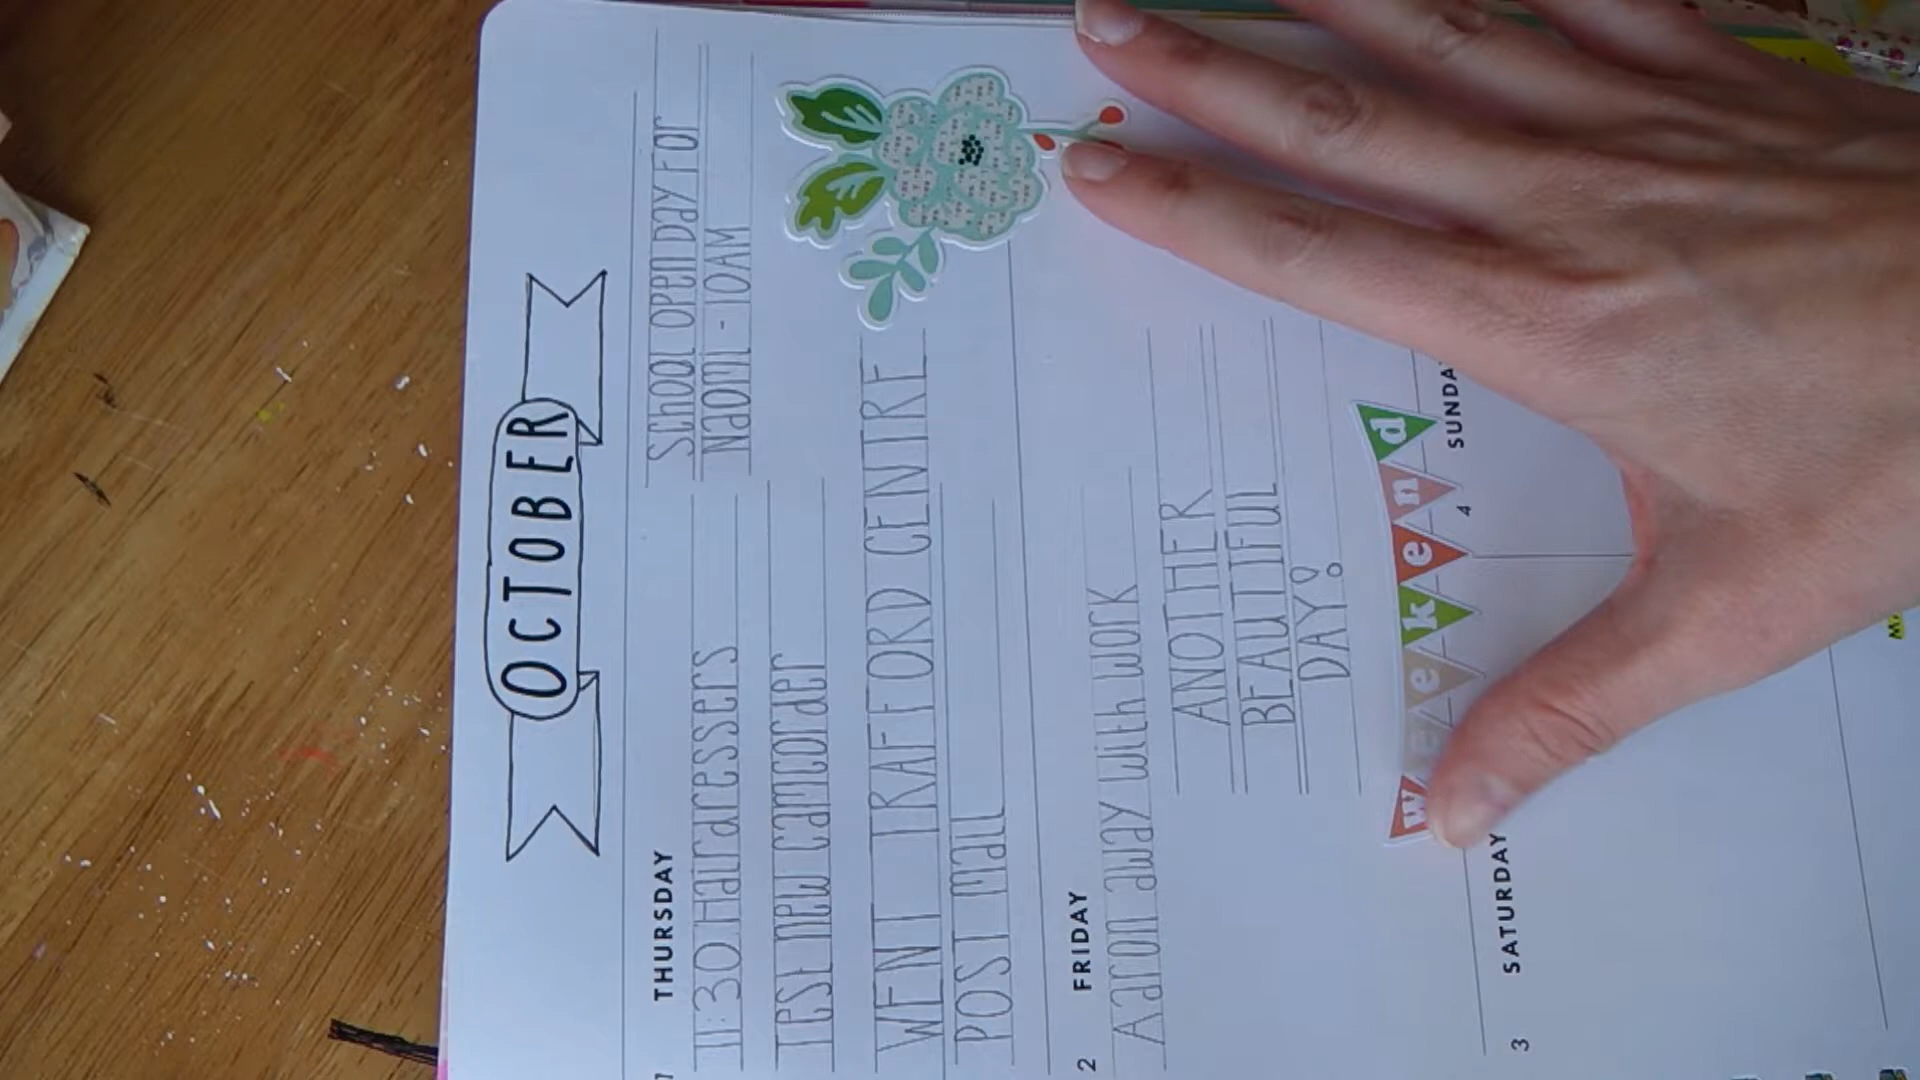 OCTOBER
1 THURSDAY
11:30 Hairdressers
Test new camcorder
School open day for
Naomi - 10AM
WENT TRAFFORD CENTRE
POST Mail
2 FRIDAY
Aaron away with work
ANOTHER
BEAUTIFUL
DAY!
weekend
3 SATURDAY
4